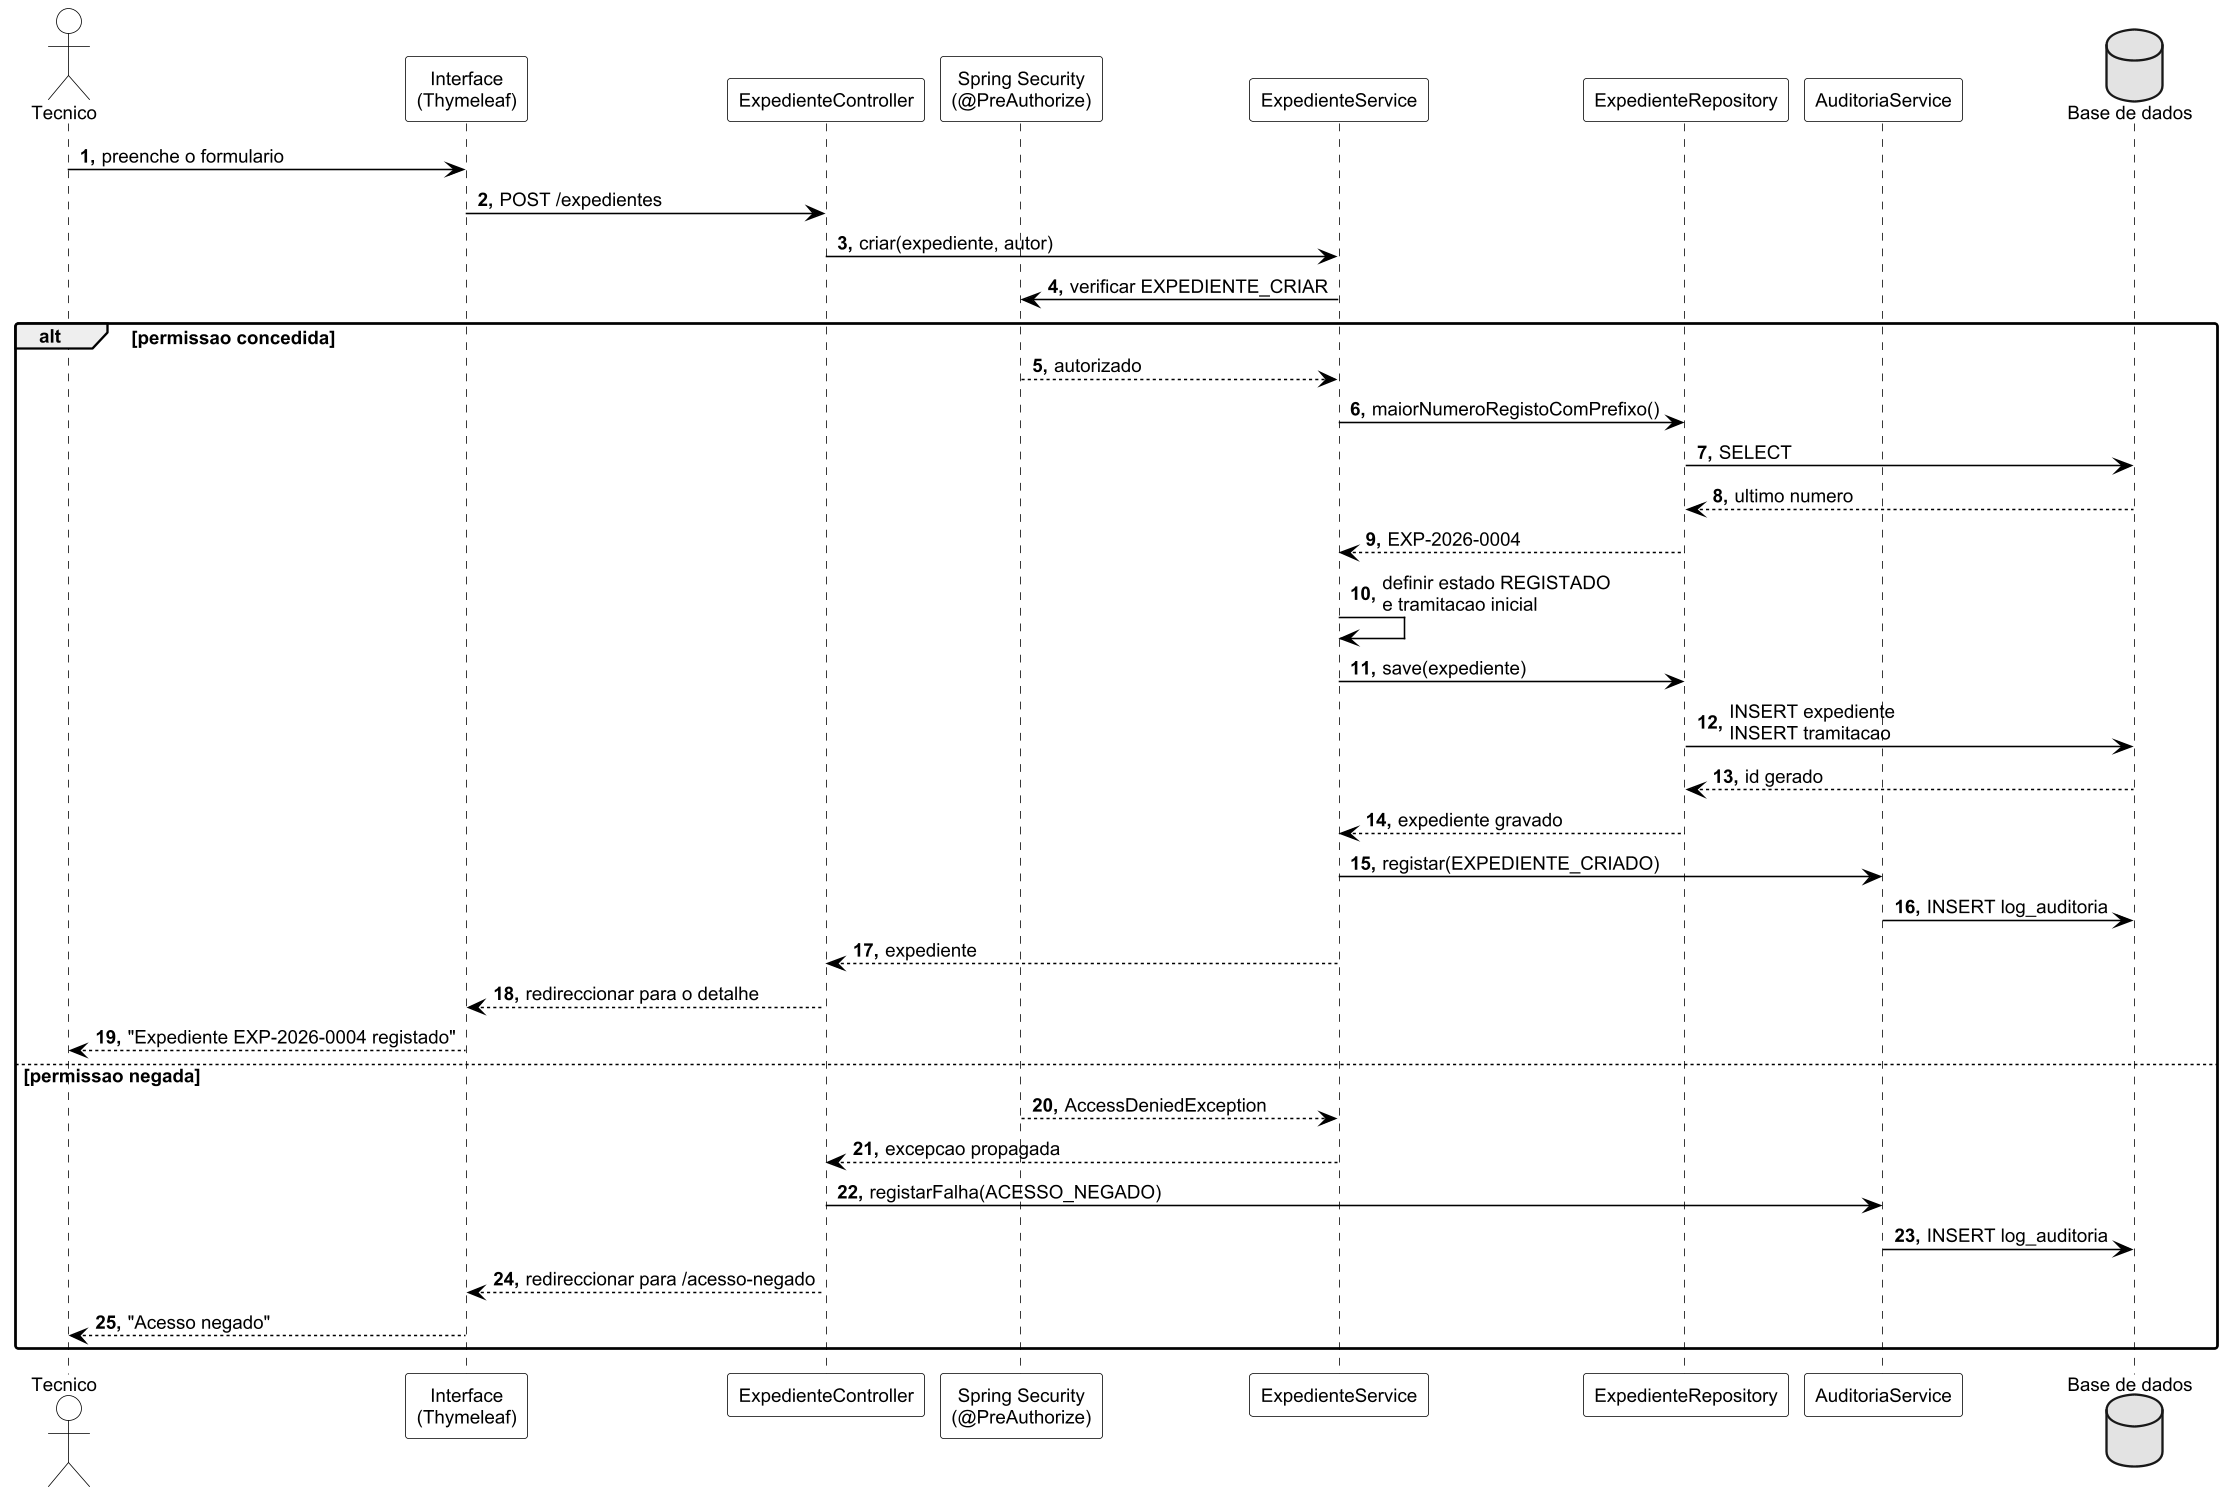 Tecnico
Interface
(Thymeleaf)
ExpedienteController
Spring Security
(@PreAuthorize)
ExpedienteService
ExpedienteRepository
AuditoriaService
Base de dados
1, preenche o formulario
2, POST /expedientes
3, criar(expediente, autor)
4, verificar EXPEDIENTE_CRIAR
alt [permissao concedida]
5, autorizado
6, maiorNumeroRegistoComPrefixo()
7, SELECT
8, ultimo numero
9, EXP-2026-0004
10, definir estado REGISTADO
e tramitacao inicial
11, save(expediente)
12, INSERT expediente
INSERT tramitacao
13, id gerado
14, expediente gravado
15, registar(EXPEDIENTE_CRIADO)
16, INSERT log_auditoria
17, expediente
18, redireccionar para o detalhe
19, "Expediente EXP-2026-0004 registado"
[permissao negada]
20, AccessDeniedException
21, excepcao propagada
22, registarFalha(ACESSO_NEGADO)
23, INSERT log_auditoria
24, redireccionar para /acesso-negado
25, "Acesso negado"
Tecnico
Interface
(Thymeleaf)
ExpedienteController
Spring Security
(@PreAuthorize)
ExpedienteService
ExpedienteRepository
AuditoriaService
Base de dados